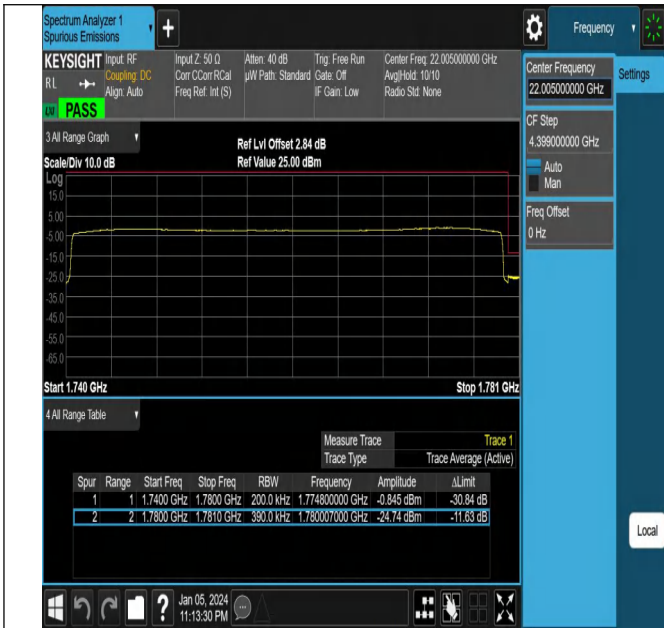 Spectrum Analyzer 1
Spurious Emissions
Frequency
KEYSIGHT
RL
LXI
PASS
Input: RF
Coupling: DC
Align: Auto
Input Z: 50 Ω
Corr CCorr RCal
Freq Ref: Int (S)
Atten: 40 dB
µW Path: Standard
Trig: Free Run
Gate: Off
IF Gain: Low
Center Freq: 22.005000000 GHz
Avg|Hold: 10/10
Radio Std: None
Center Frequency
22.005000000 GHz
Settings
CF Step
4.399000000 GHz
Auto
Man
Freq Offset
0 Hz
3 All Range Graph
Scale/Div 10.0 dB
Ref Lvl Offset 2.84 dB
Ref Value 25.00 dBm
Log
15.0
5.00
-5.00
-15.0
-25.0
-35.0
-45.0
-55.0
-65.0
Start 1.740 GHz
Stop 1.781 GHz
4 All Range Table
Measure Trace Trace 1
Trace Type Trace Average (Active)
Spur Range Start Freq Stop Freq RBW Frequency Amplitude ΔLimit
1 1 1.7400 GHz 1.7800 GHz 200.0 kHz 1.774800000 GHz -0.845 dBm -30.84 dB
2 2 1.7800 GHz 1.7810 GHz 390.0 kHz 1.780007000 GHz -24.74 dBm -11.63 dB
Local
Jan 05, 2024
11:13:30 PM